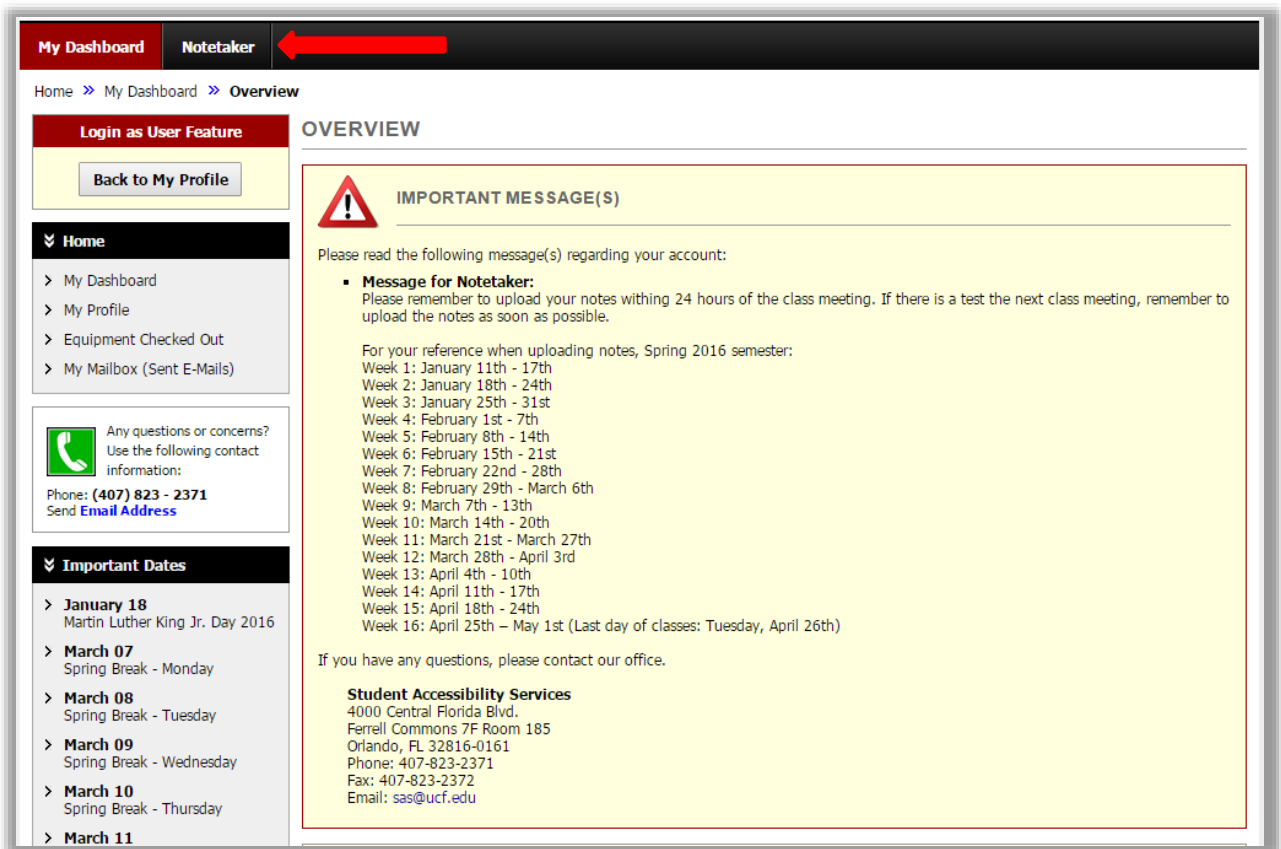 My Dashboard Notetaker
Home » My Dashboard » Overview
Login as User Feature
Back to My Profile
Home
My Dashboard
My Profile
Equipment Checked Out
My Mailbox (Sent E-Mails)
Any questions or concerns?
Use the following contact
information:
Phone: (407) 823 - 2371
Send Email Address
Important Dates
January 18
Martin Luther King Jr. Day 2016
March 07
Spring Break - Monday
March 08
Spring Break - Tuesday
March 09
Spring Break - Wednesday
March 10
Spring Break - Thursday
March 11
OVERVIEW
IMPORTANT MESSAGE(S)
Please read the following message(s) regarding your account:
Message for Notetaker:
Please remember to upload your notes withing 24 hours of the class meeting. If there is a test the next class meeting, remember to
upload the notes as soon as possible.
For your reference when uploading notes, Spring 2016 semester:
Week 1: January 11th - 17th
Week 2: January 18th - 24th
Week 3: January 25th - 31st
Week 4: February 1st - 7th
Week 5: February 8th - 14th
Week 6: February 15th - 21st
Week 7: February 22nd - 28th
Week 8: February 29th - March 6th
Week 9: March 7th - 13th
Week 10: March 14th - 20th
Week 11: March 21st - March 27th
Week 12: March 28th - April 3rd
Week 13: April 4th - 10th
Week 14: April 11th - 17th
Week 15: April 18th - 24th
Week 16: April 25th – May 1st (Last day of classes: Tuesday, April 26th)
If you have any questions, please contact our office.
Student Accessibility Services
4000 Central Florida Blvd.
Ferrell Commons 7F Room 185
Orlando, FL 32816-0161
Phone: 407-823-2371
Fax: 407-823-2372
Email: sas@ucf.edu